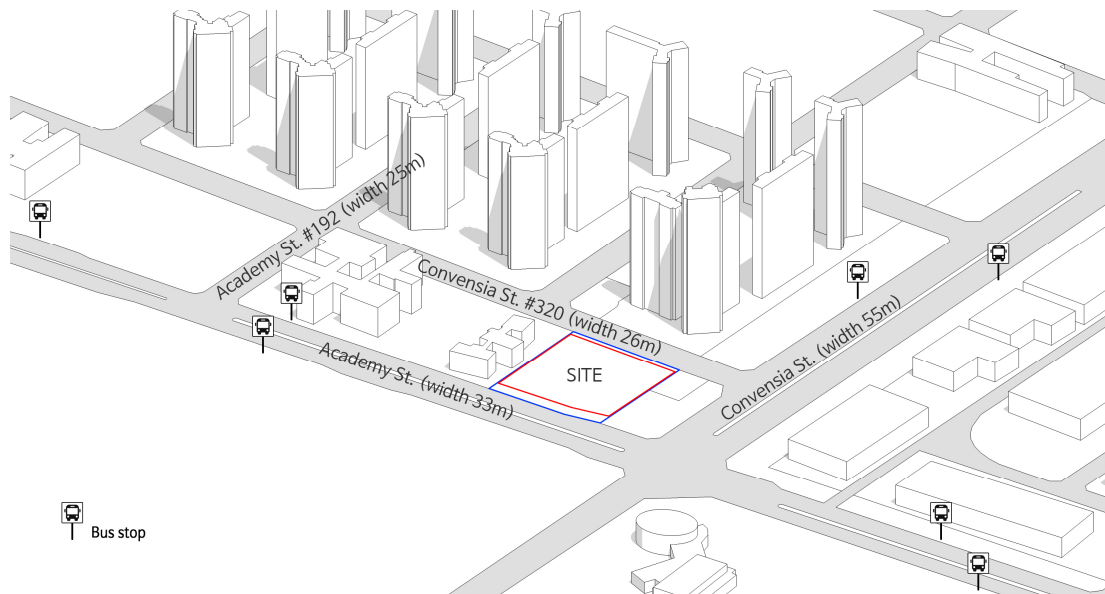 Academy St. #192 (width 25m)
Convensia St. #320 (width 26m)
Academy St. (width 33m)
SITE
Convensia St. (width 55m)
Bus stop